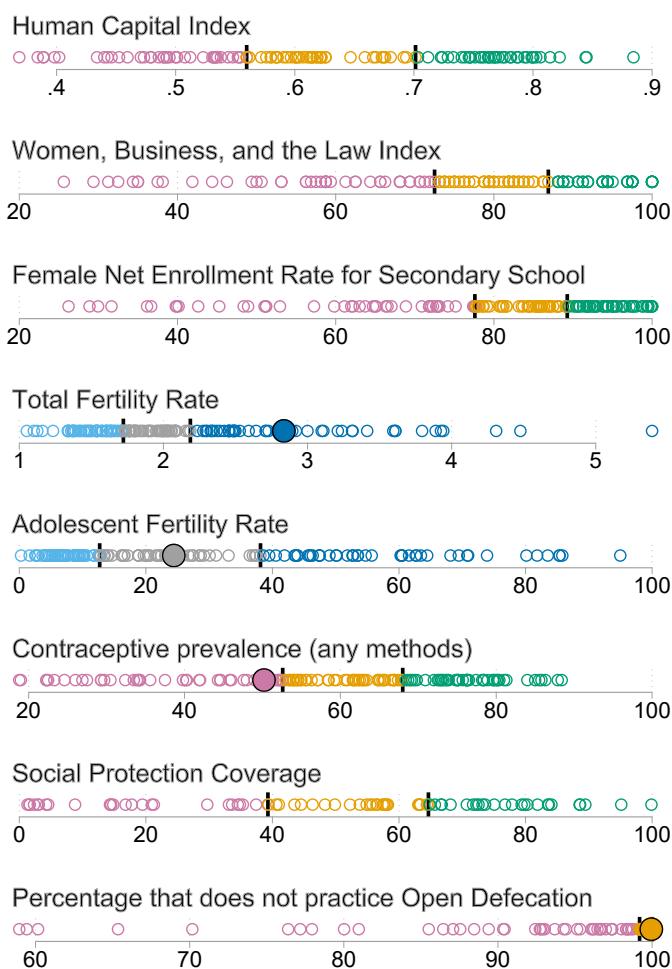 Human Capital Index
.4 .5 .6 .7 .8 .9
Women, Business, and the Law Index
20 40 60 80 100
Female Net Enrollment Rate for Secondary School
20 40 60 80 100
Total Fertility Rate
1 2 3 4 5
Adolescent Fertility Rate
0 20 40 60 80 100
Contraceptive prevalence (any methods)
20 40 60 80 100
Social Protection Coverage
0 20 40 60 80 100
Percentage that does not practice Open Defecation
60 70 80 90 100